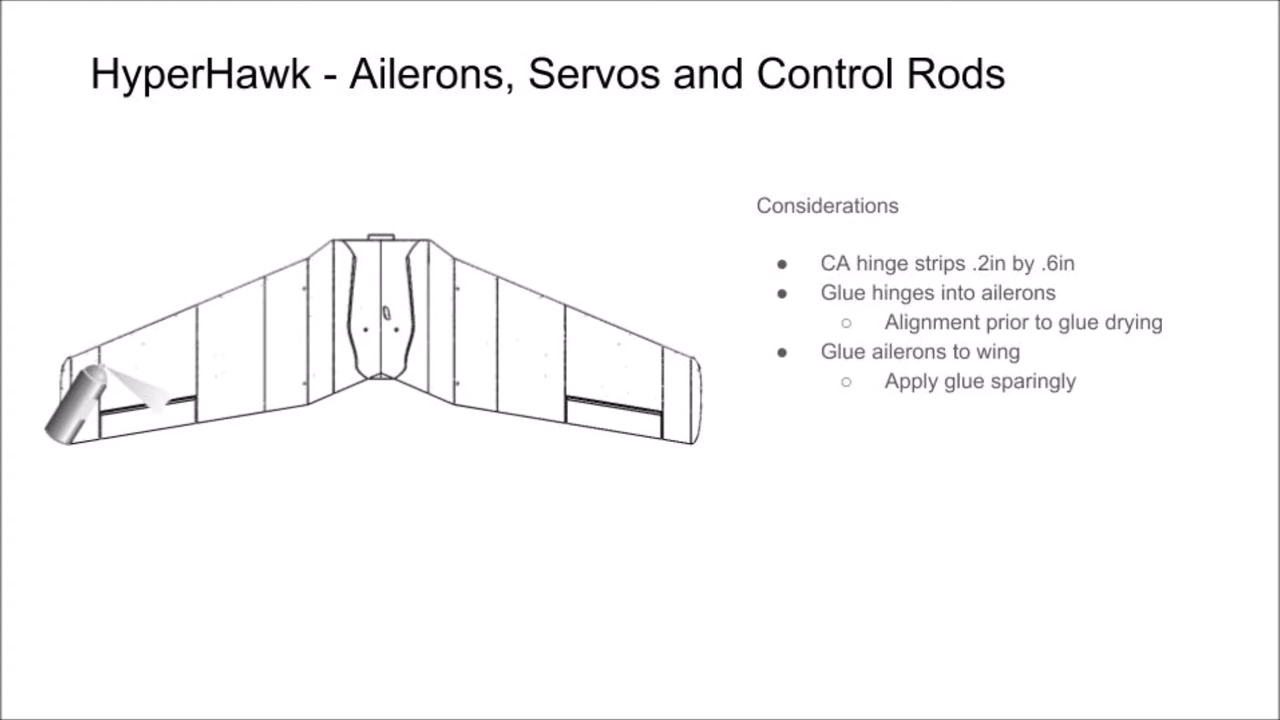 HyperHawk - Ailerons, Servos and Control Rods
Considerations
● CA hinge strips .2in by .6in
● Glue hinges into ailerons
○ Alignment prior to glue drying
● Glue ailerons to wing
○ Apply glue sparingly